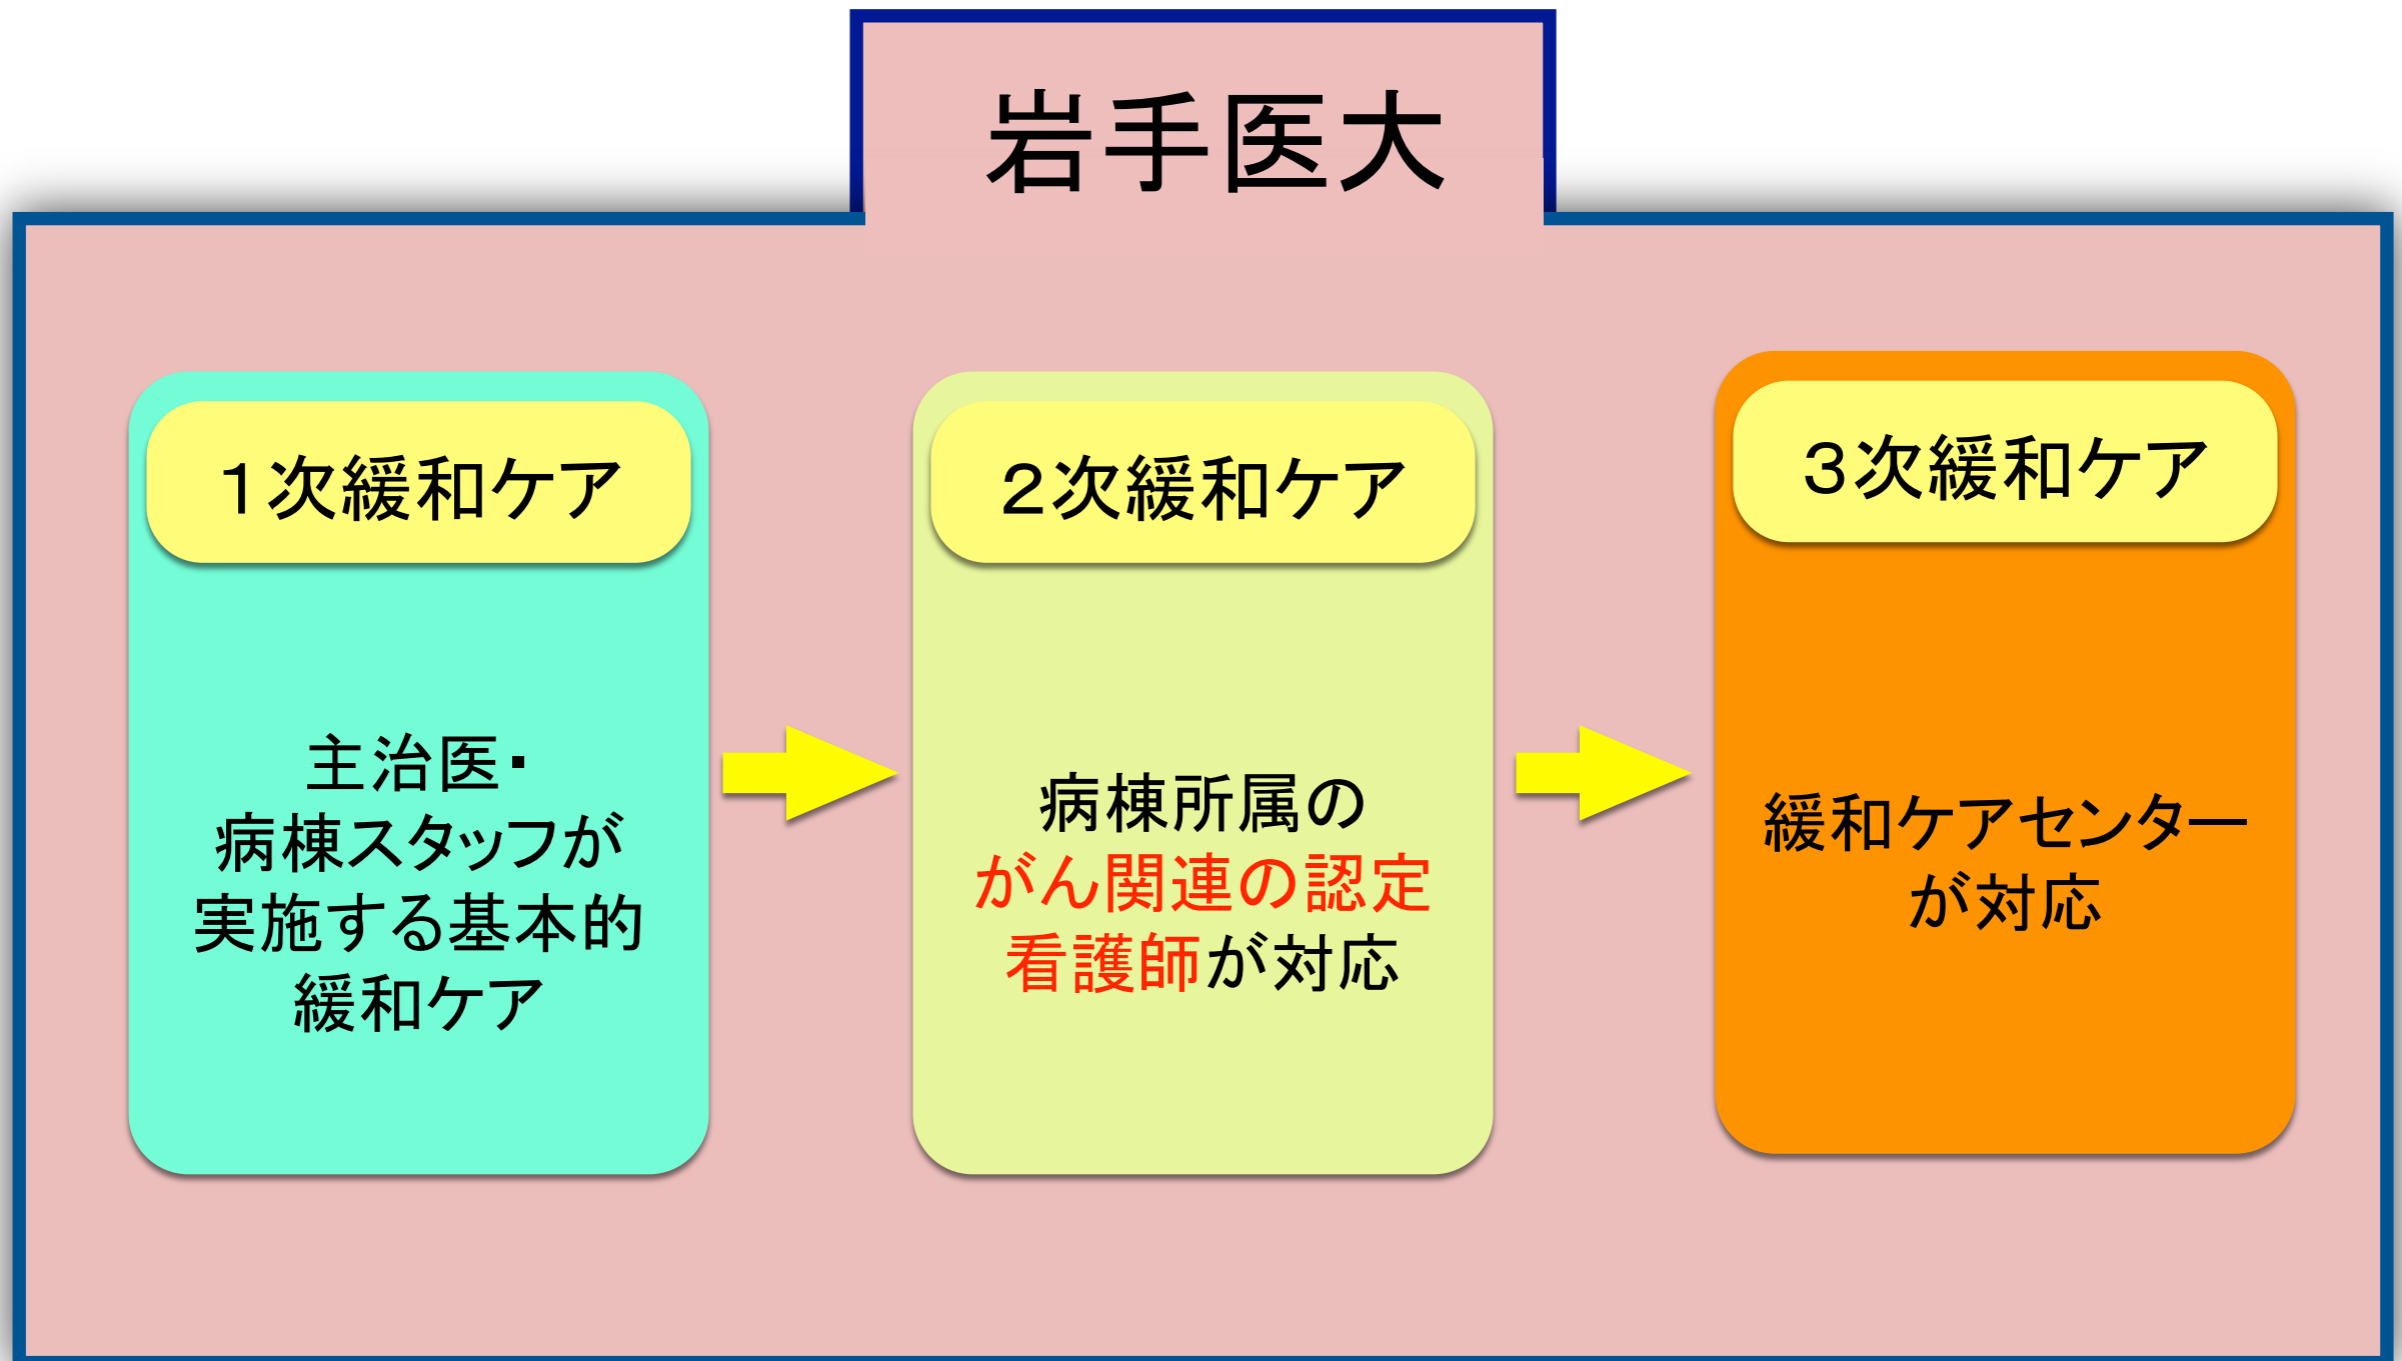 岩手医大
１次緩和ケア
主治医・
病棟スタッフが
実施する基本的
緩和ケア
２次緩和ケア
病棟所属の
がん関連の認定
看護師が対応
３次緩和ケア
緩和ケアセンター
が対応